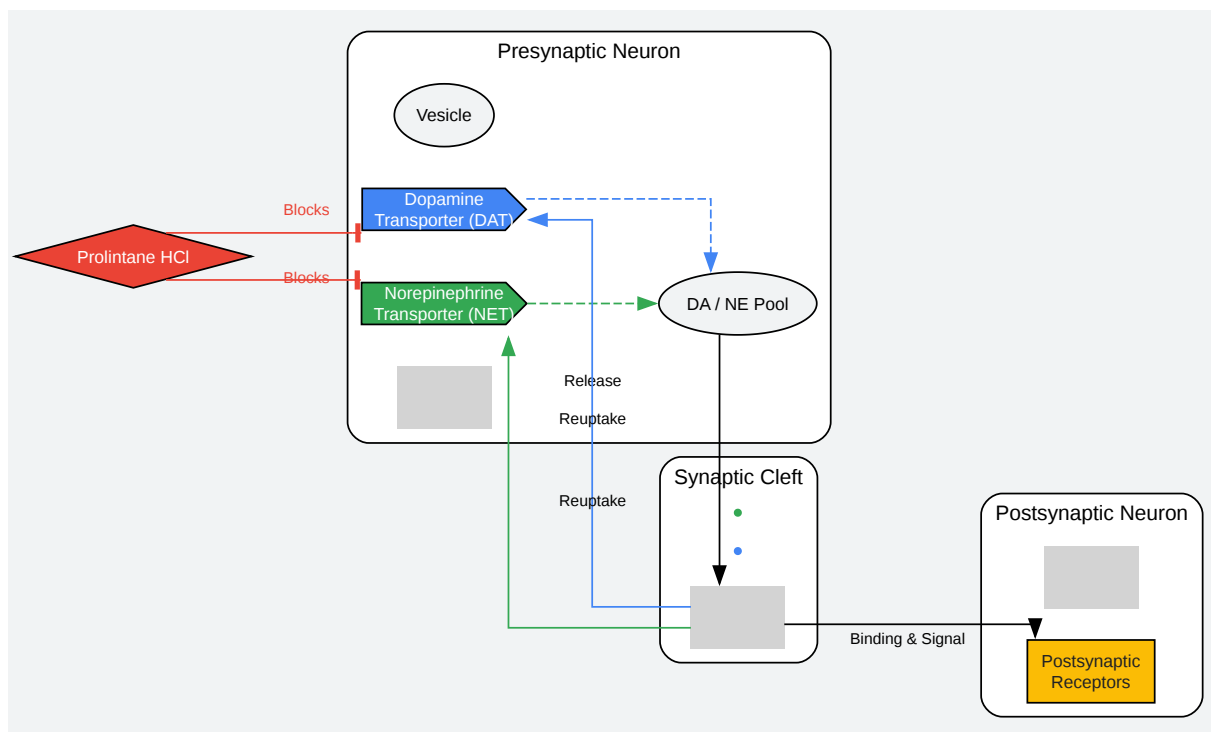 Presynaptic Neuron
Vesicle
Blocks
Dopamine
Transporter (DAT)
Prolintane HCl
Blocks
Norepinephrine
Transporter (NET)
DA / NE Pool
Release
Reuptake
Synaptic Cleft
Reuptake
Postsynaptic Neuron
Binding & Signal
Postsynaptic
Receptors